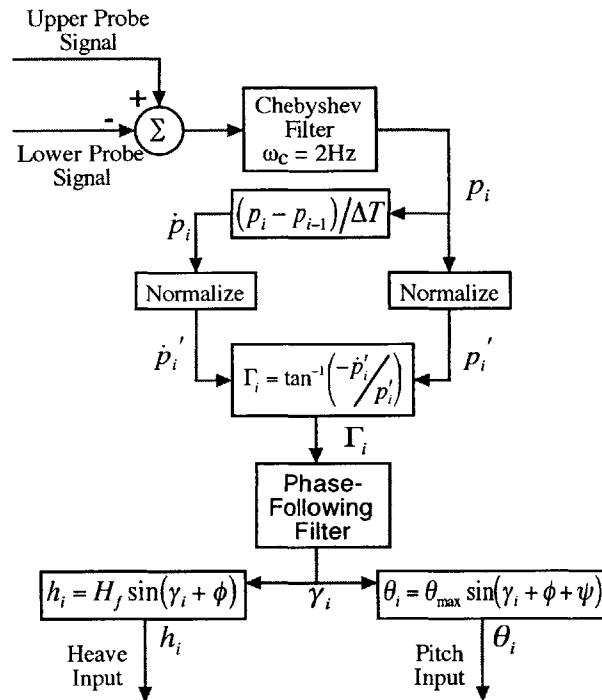 Upper Probe
Signal
+
-
Σ
Lower Probe
Signal
Chebyshev
Filter
ω_C = 2Hz
p_i
(p_i − p_{i−1})/ΔT
ṗ_i
Normalize
Normalize
ṗ_i′
p_i′
Γ_i = tan⁻¹(−ṗ_i′/p_i′)
Γ_i
Phase-
Following
Filter
h_i = H_f sin(γ_i + ϕ)
γ_i
θ_i = θ_max sin(γ_i + ϕ + ψ)
h_i
Heave
Input
θ_i
Pitch
Input